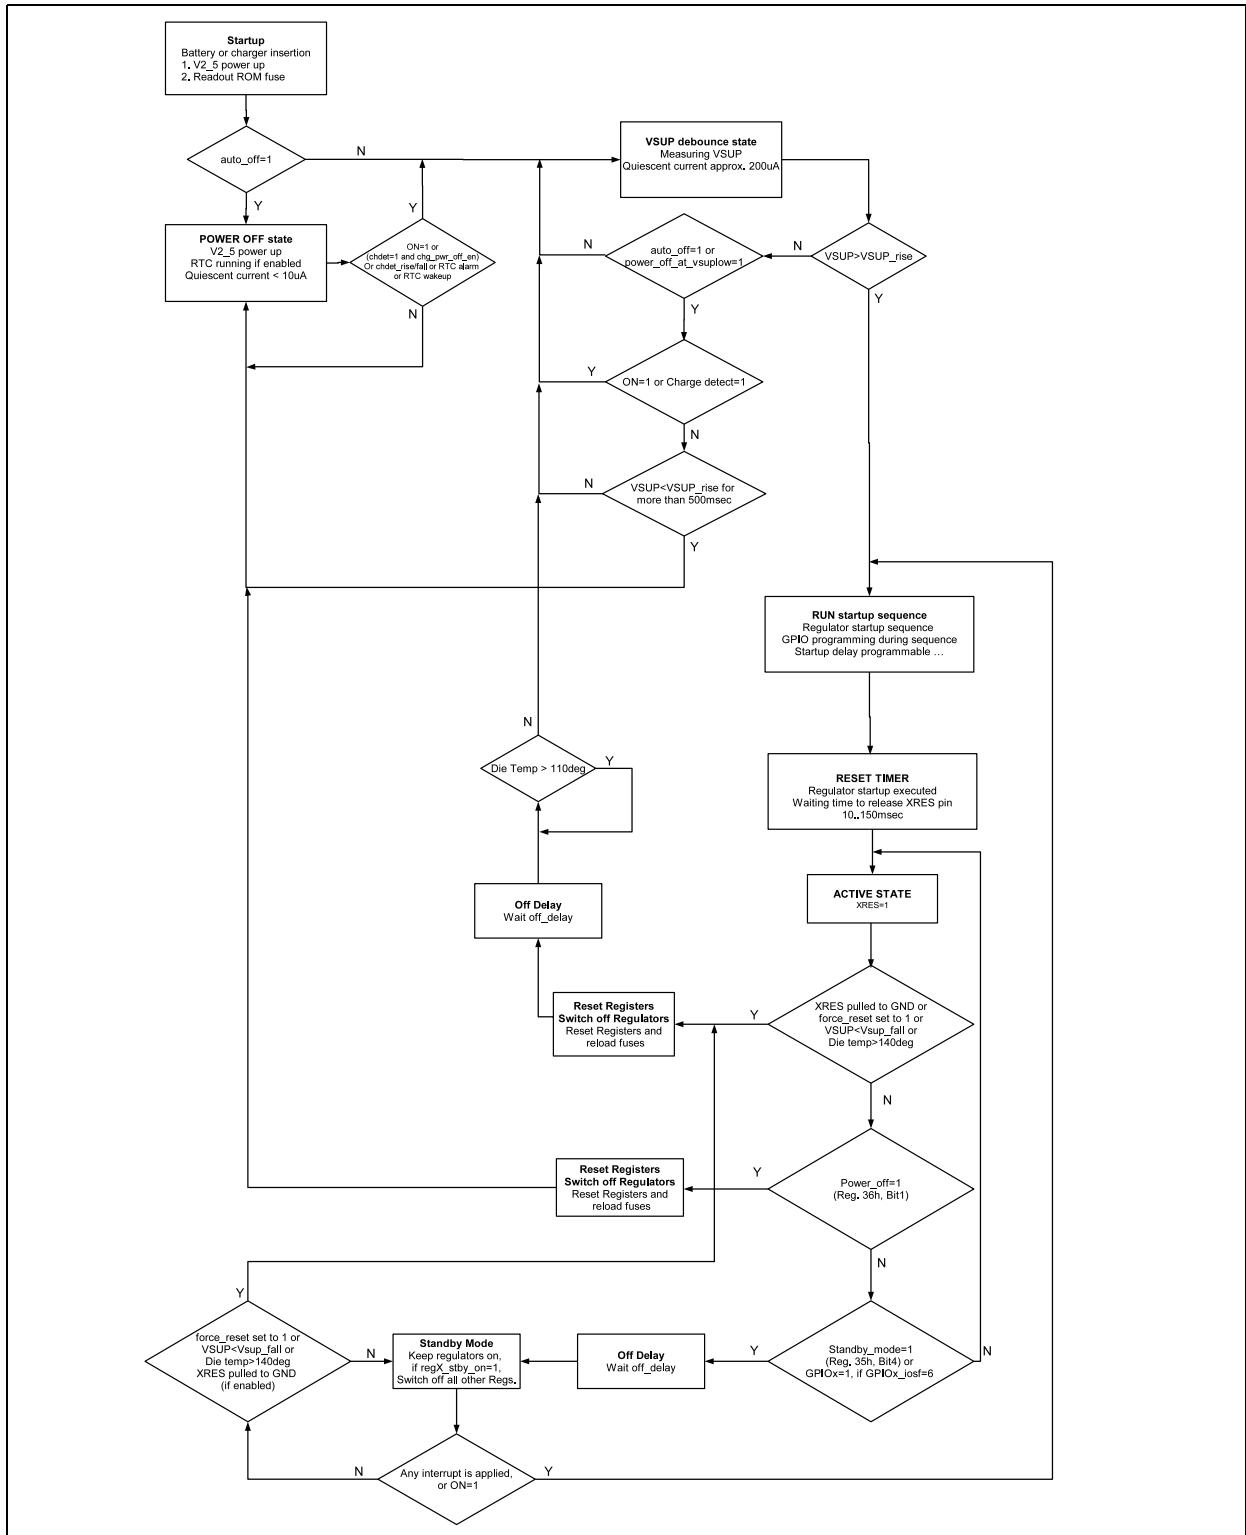 Startup
Battery or charger insertion
1. V2_5 power up
2. Readout ROM fuse
auto_off=1
N
Y
VSUP debounce state
Measuring VSUP
Quiescent current approx. 200uA
POWER OFF state
V2_5 power up
RTC running if enabled
Quiescent current < 10uA
Y
ON=1 or
(chdet=1 and chg_pwr_off_en)
Or chdet_rise/fall or RTC alarm
or RTC wakeup
N
N
auto_off=1 or
power_off_at_vsuplow=1
N
VSUP>VSUP_rise
Y
Y
Y
ON=1 or Charge detect=1
N
N
VSUP<VSUP_rise for
more than 500msec
Y
RUN startup sequence
Regulator startup sequence
GPIO programming during sequence
Startup delay programmable ...
N
Die Temp > 110deg
Y
RESET TIMER
Regulator startup executed
Waiting time to release XRES pin
10..150msec
Off Delay
Wait off_delay
ACTIVE STATE
XRES=1
Reset Registers
Switch off Regulators
Reset Registers and
reload fuses
Y
XRES pulled to GND or
force_reset set to 1 or
VSUP<Vsup_fall or
Die temp>140deg
N
Reset Registers
Switch off Regulators
Reset Registers and
reload fuses
Y
Power_off=1
(Reg. 36h, Bit1)
N
Y
force_reset set to 1 or
VSUP<Vsup_fall or
Die temp>140deg
XRES pulled to GND
(if enabled)
N
Standby Mode
Keep regulators on,
if regX_stby_on=1,
Switch off all other Regs.
Off Delay
Wait off_delay
Y
Standby_mode=1
(Reg. 35h, Bit4) or
GPIOx=1, if GPIOx_iosf=6
N
N
Any interrupt is applied,
or ON=1
Y